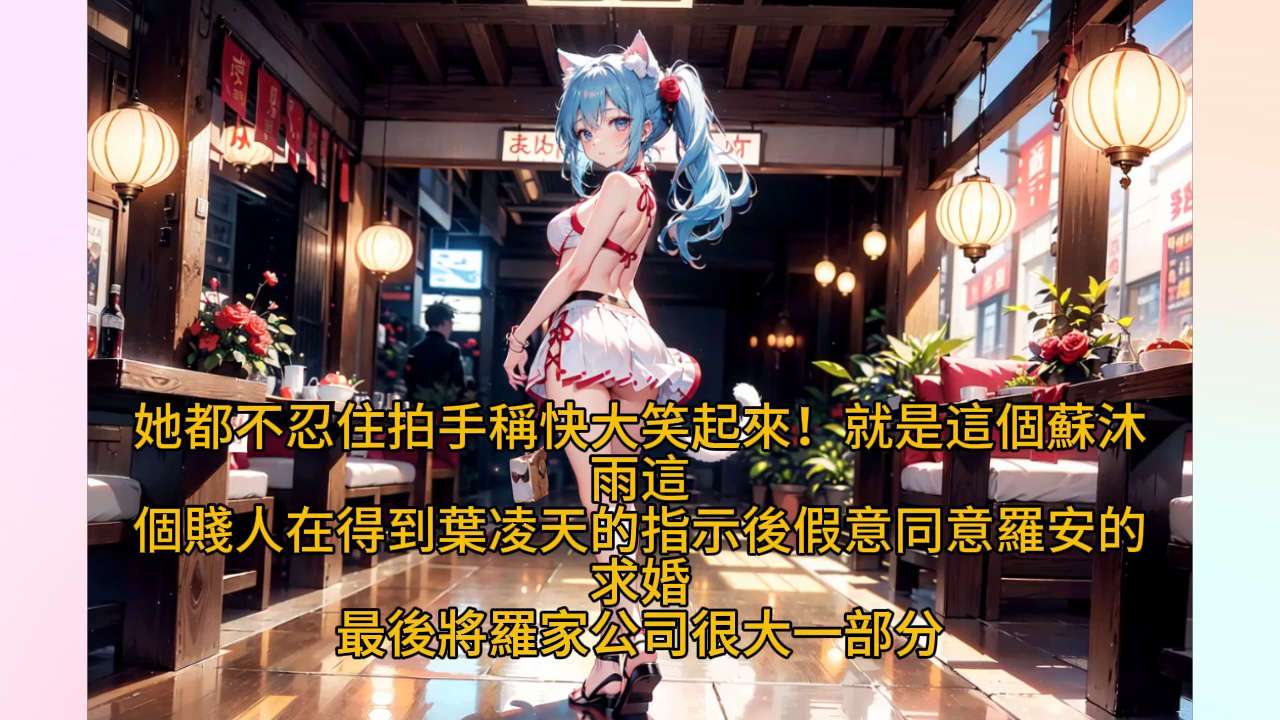 她都不忍住拍手稱快大笑起來！就是這個蘇沐
雨這
個賤人在得到葉凌天的指示後假意同意羅安的
求婚
最後將羅家公司很大一部分